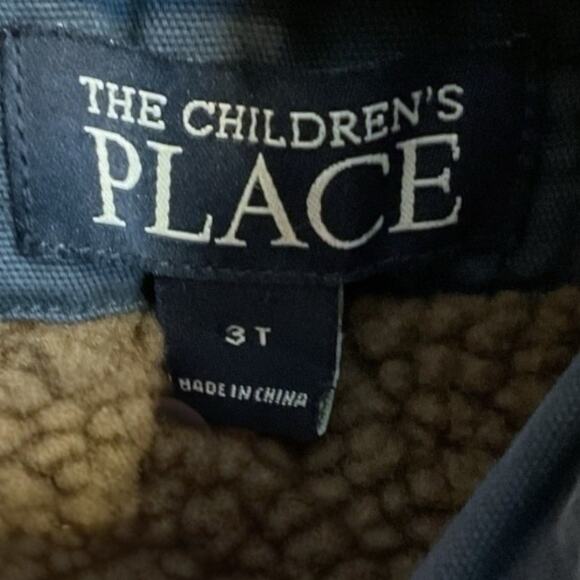 THE CHILDREN'S
PLACE
3T
MADE IN CHINA